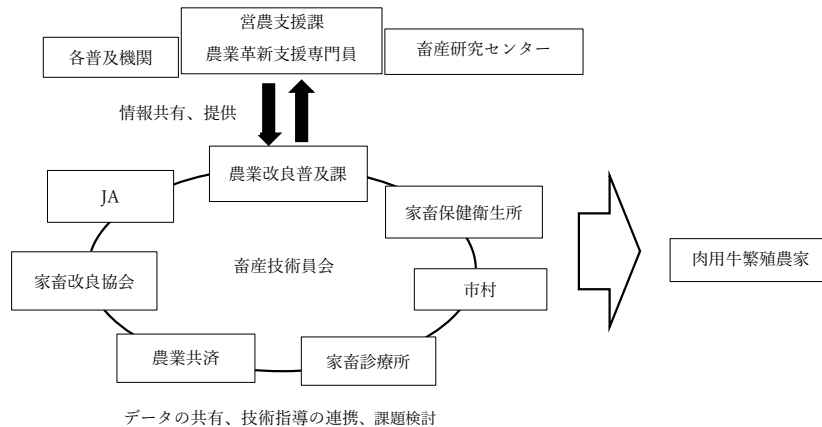 営農支援課
農業革新支援専門員
各普及機関
畜産研究センター
情報共有、提供
農業改良普及課
JA
家畜保健衛生所
畜産技術員会
肉用牛繁殖農家
家畜改良協会
市村
農業共済
家畜診療所
データの共有、技術指導の連携、課題検討